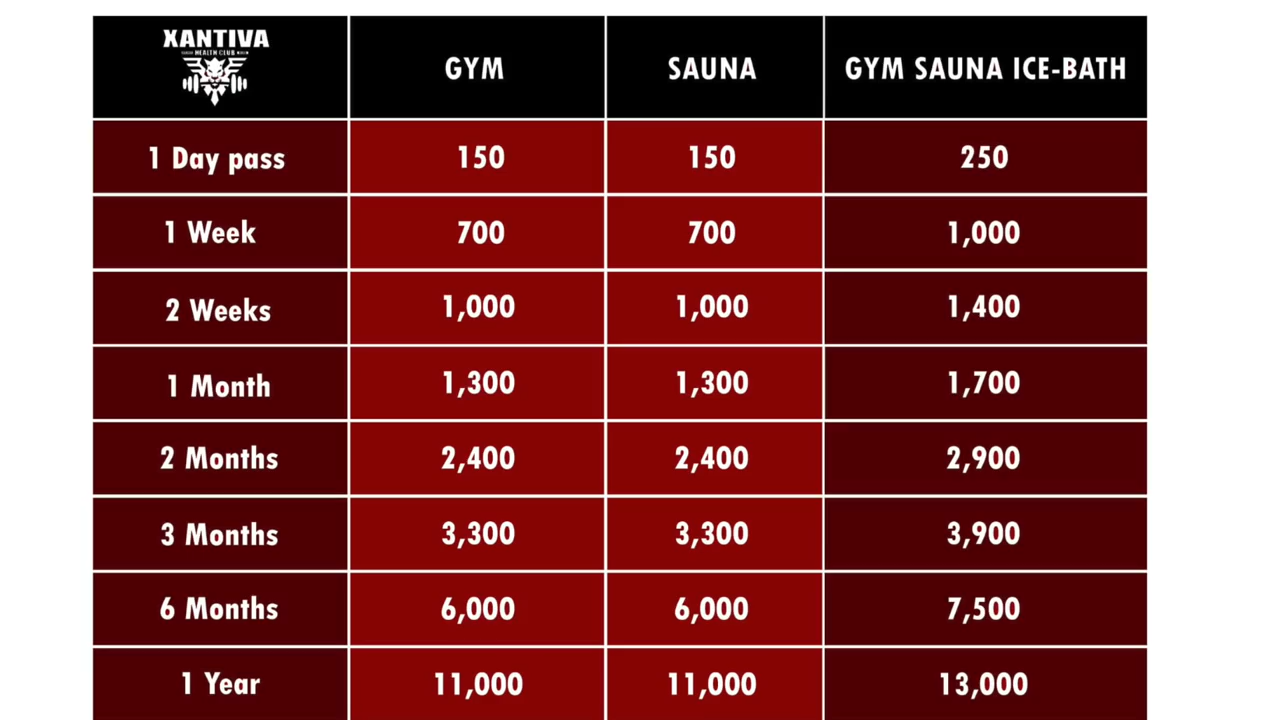 XANTIVA
HEALTH CLUB
GYM
SAUNA
GYM SAUNA ICE-BATH
1 Day pass 150 150 250
1 Week 700 700 1,000
2 Weeks 1,000 1,000 1,400
1 Month 1,300 1,300 1,700
2 Months 2,400 2,400 2,900
3 Months 3,300 3,300 3,900
6 Months 6,000 6,000 7,500
1 Year 11,000 11,000 13,000